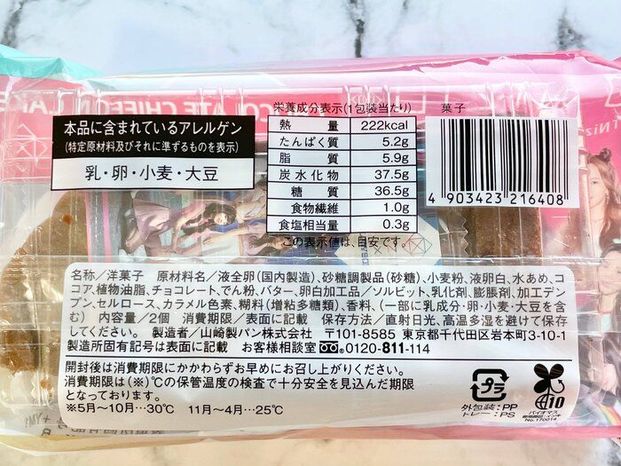 本品に含まれているアレルゲン
(特定原材料及びそれに準ずるものを表示)
乳・卵・小麦・大豆
栄養成分表示(1包装当たり)
熱量 222kcal
たんぱく質 5.2g
脂質 5.9g
炭水化物 37.5g
糖質 36.5g
食物繊維 1.0g
食塩相当量 0.3g
この表示値は、目安です。
菓子
4 903423 216408
名称／洋菓子 原材料名／液全卵(国内製造)、砂糖調製品(砂糖)、小麦粉、液卵白、水あめ、コ
コア、植物油脂、チョコレート、でん粉、バター、卵白加工品／ソルビット、乳化剤、膨脹剤、加工デン
プン、セルロース、カラメル色素、糊料(増粘多糖類)、香料、(一部に乳成分・卵・小麦・大豆を含
む) 内容量／2個 消費期限／表面に記載 保存方法／直射日光、高温多湿を避けて保存
してください。 製造者／山崎製パン株式会社 〒101-8585 東京都千代田区岩本町3-10-1
製造所固有記号は表面に記載 お客様相談室 0120-811-114
開封後は消費期限にかかわらずお早めにお召し上がりください。
消費期限は(※)℃の保管温度の検査で十分安全を見込んだ期限
となっております。
※5月～10月…30℃ 11月～4月…25℃
プラ
外包装:PP
トレー:PS
10
バイオマス
No.170014